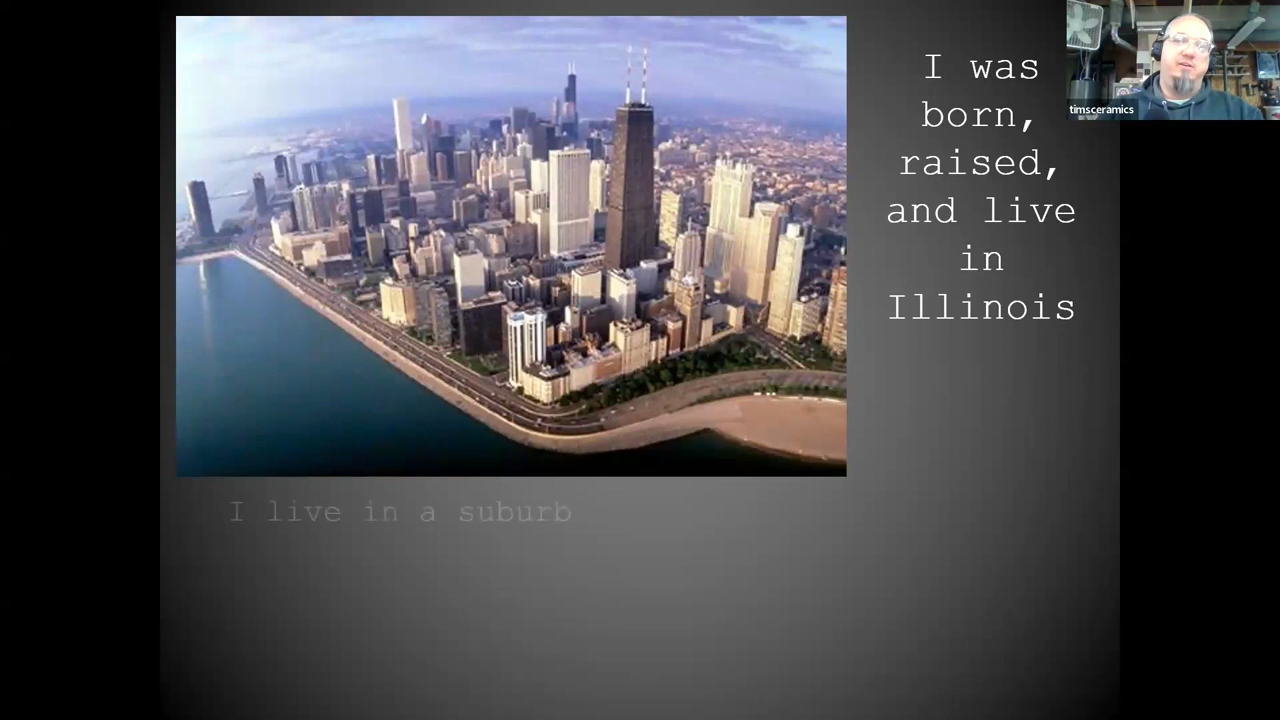 I was
born,
raised,
and live
in
Illinois
timsceramics
I live in a suburb